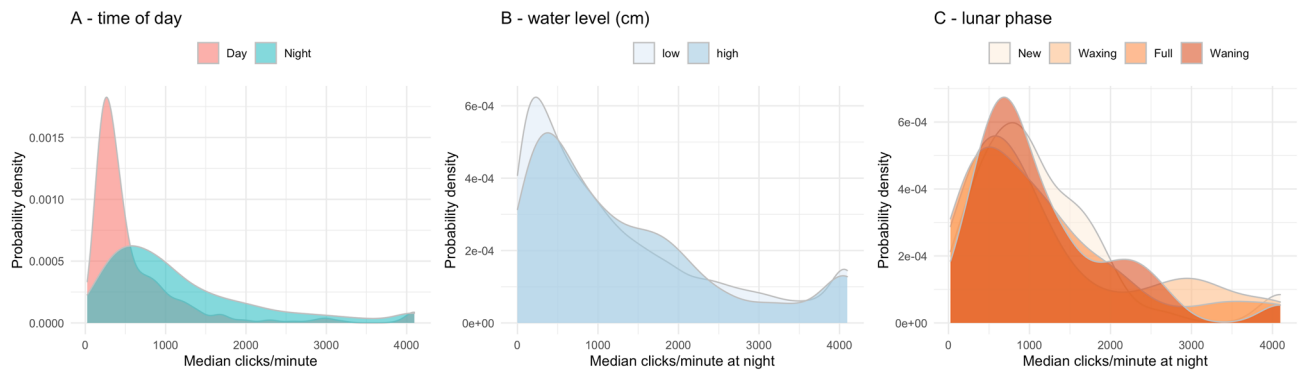 A - time of day
Day Night
Probability density
0.0015
0.0010
0.0005
0.0000
0 1000 2000 3000 4000
Median clicks/minute
B - water level (cm)
low high
Probability density
6e-04
4e-04
2e-04
0e+00
0 1000 2000 3000 4000
Median clicks/minute at night
C - lunar phase
New Waxing Full Waning
Probability density
6e-04
4e-04
2e-04
0e+00
0 1000 2000 3000 4000
Median clicks/minute at night